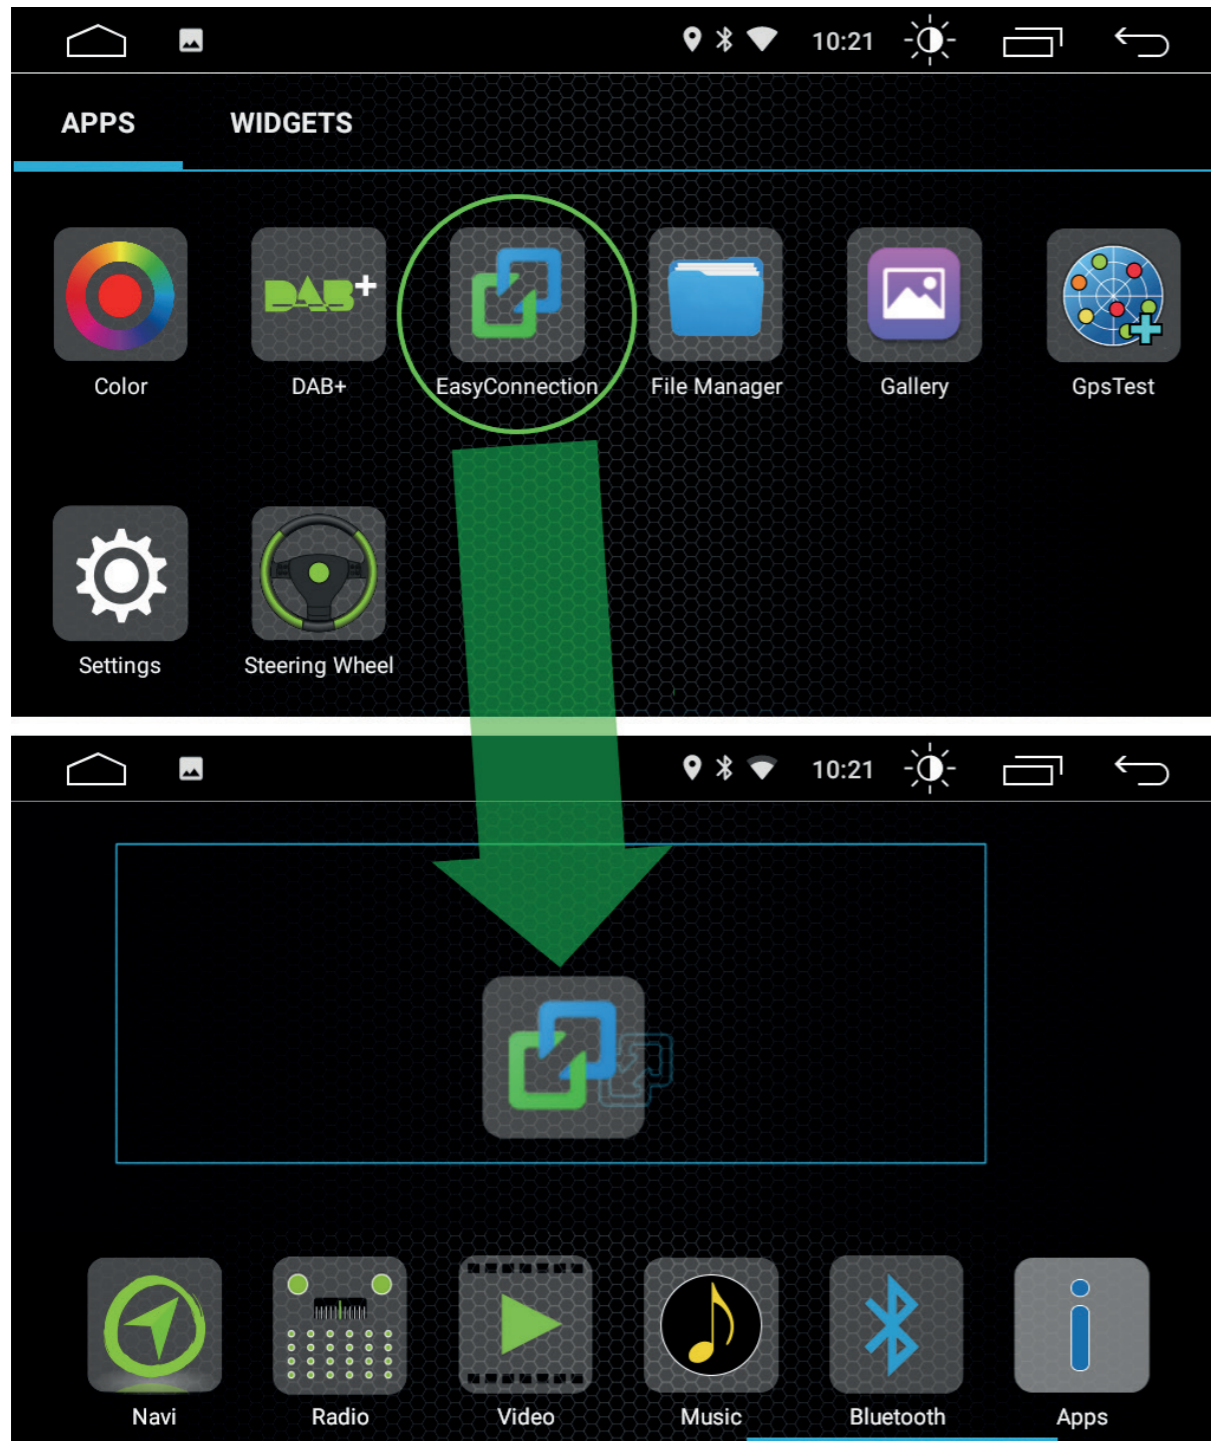 10:21
APPS WIDGETS
DAB+
Color DAB+ EasyConnection File Manager Gallery GpsTest
Settings Steering Wheel
10:21
Navi Radio Video Music Bluetooth Apps